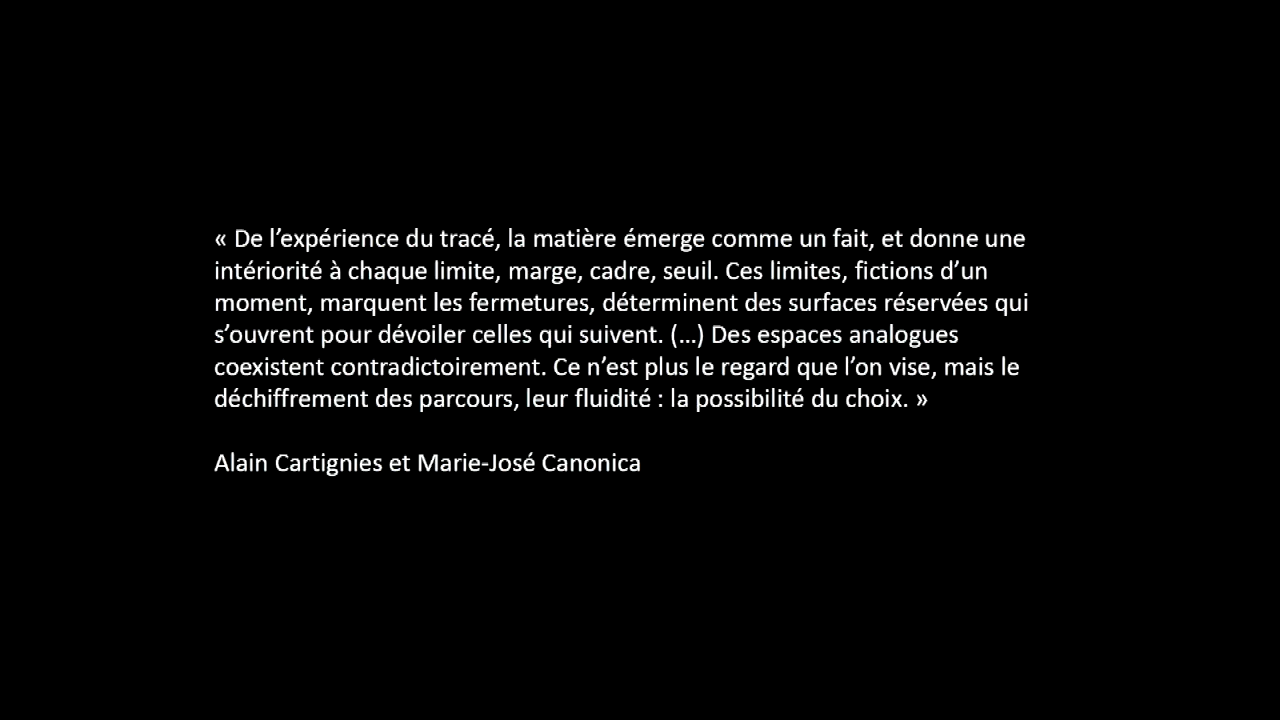 « De l’expérience du tracé, la matière émerge comme un fait, et donne une
intériorité à chaque limite, marge, cadre, seuil. Ces limites, fictions d’un
moment, marquent les fermetures, déterminent des surfaces réservées qui
s’ouvrent pour dévoiler celles qui suivent. (…) Des espaces analogues
coexistent contradictoirement. Ce n’est plus le regard que l’on vise, mais le
déchiffrement des parcours, leur fluidité : la possibilité du choix. »
Alain Cartignies et Marie-José Canonica